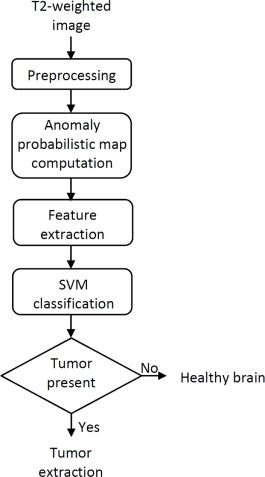 T2-weighted
image
Preprocessing
Anomaly
probabilistic map
computation
Feature
extraction
SVM
classification
Tumor
present
No
Healthy brain
Yes
Tumor
extraction